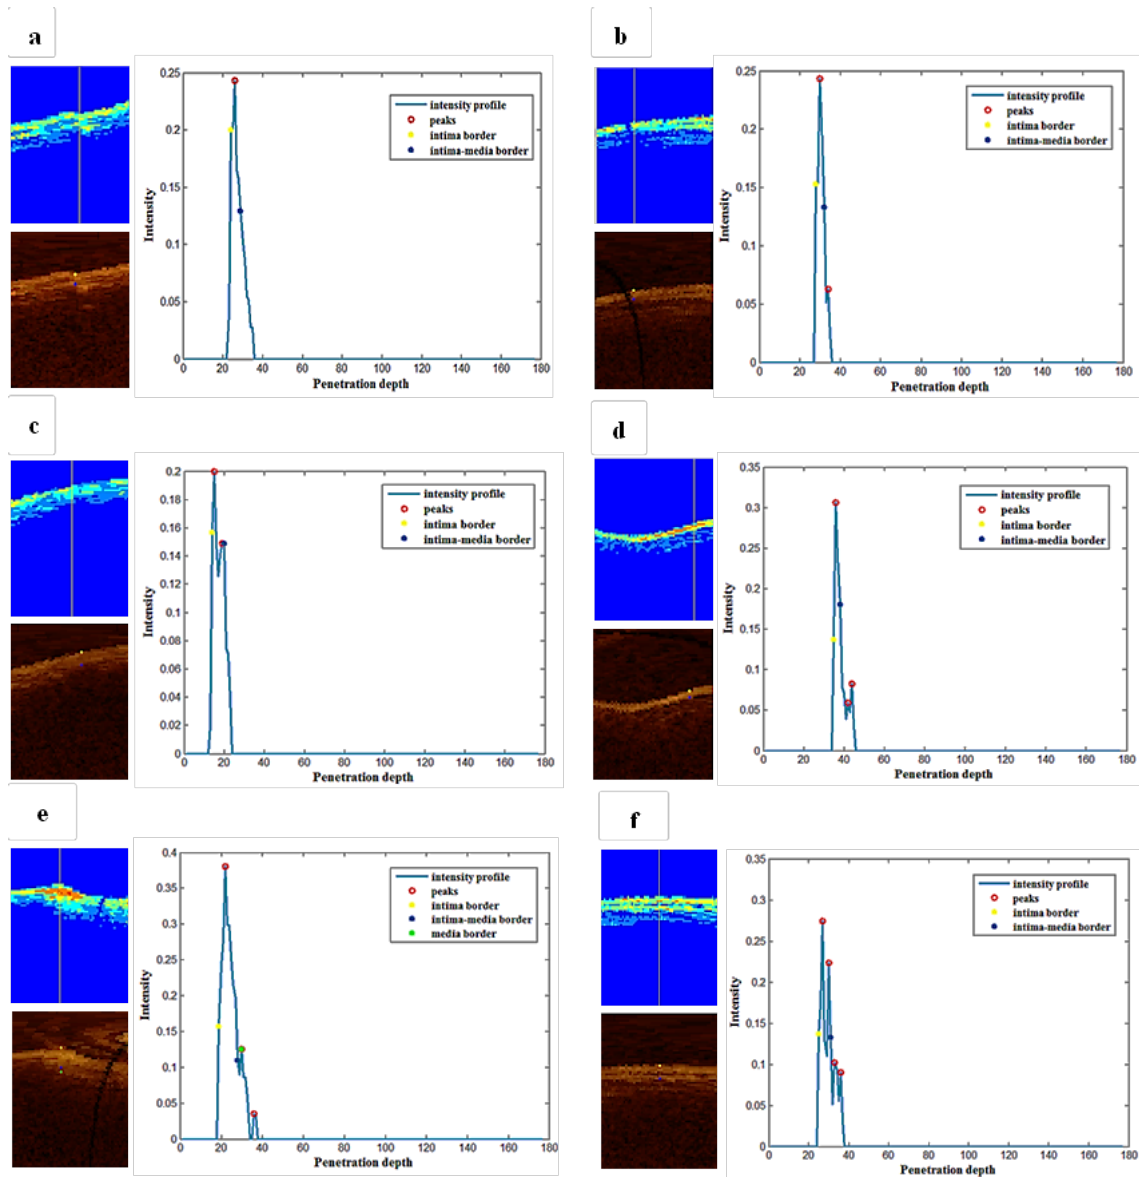 a
0.25
0.2
0.15
0.1
0.05
0
Intensity
intensity profile
peaks
intima border
intima-media border
0 20 40 60 80 100 120 140 160 180
Penetration depth
b
0.25
0.2
0.15
0.1
0.05
0
Intensity
intensity profile
peaks
intima border
intima-media border
0 20 40 60 80 100 120 140 160 180
Penetration depth
c
0.2
0.18
0.16
0.14
0.12
0.1
0.08
0.06
0.04
0.02
0
Intensity
intensity profile
peaks
intima border
intima-media border
0 20 40 60 80 100 120 140 160 180
Penetration depth
d
0.35
0.3
0.25
0.2
0.15
0.1
0.05
0
Intensity
intensity profile
peaks
intima border
intima-media border
0 20 40 60 80 100 120 140 160 180
Penetration depth
e
0.4
0.35
0.3
0.25
0.2
0.15
0.1
0.05
0
Intensity
intensity profile
peaks
intima border
intima-media border
media border
0 20 40 60 80 100 120 140 160 180
Penetration depth
f
0.35
0.3
0.25
0.2
0.15
0.1
0.05
0
Intensity
intensity profile
peaks
intima border
intima-media border
0 20 40 60 80 100 120 140 160 180
Penetration depth